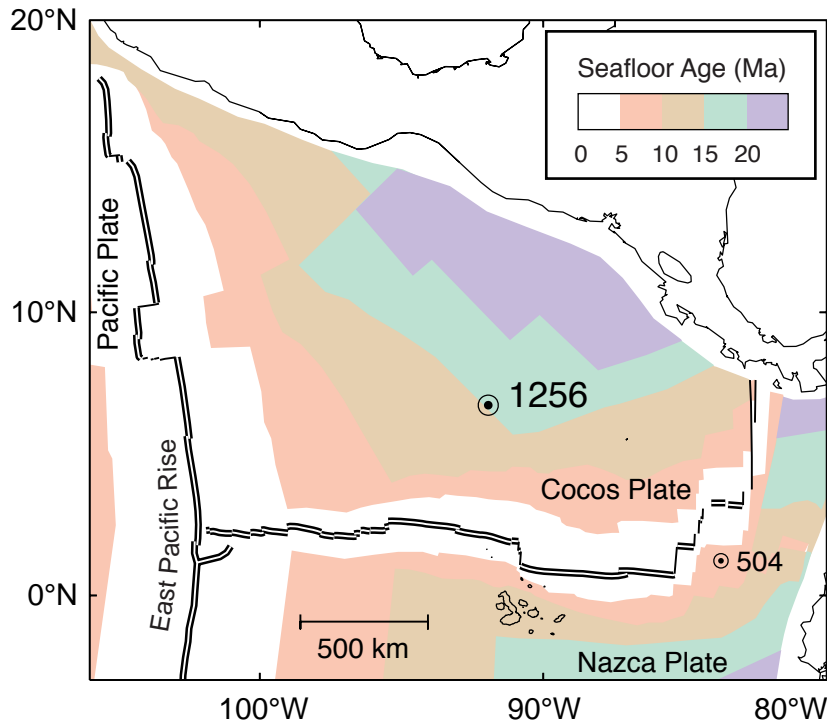 20°N
Seafloor Age (Ma)
0 5 10 15 20
Pacific Plate
10°N
1256
East Pacific Rise
Cocos Plate
504
0°N
500 km
Nazca Plate
100°W 90°W 80°W